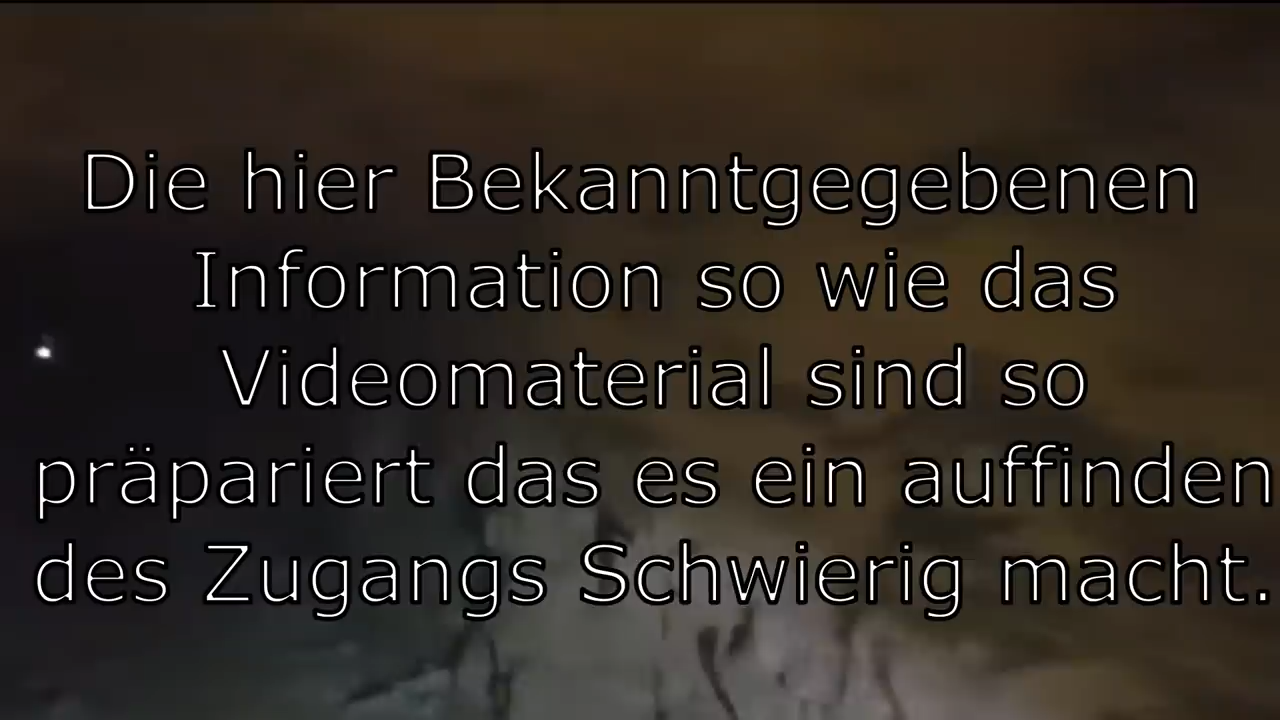 Die hier Bekanntgegebenen
Information so wie das
Videomaterial sind so
präpariert das es ein auffinden
des Zugangs Schwierig macht.